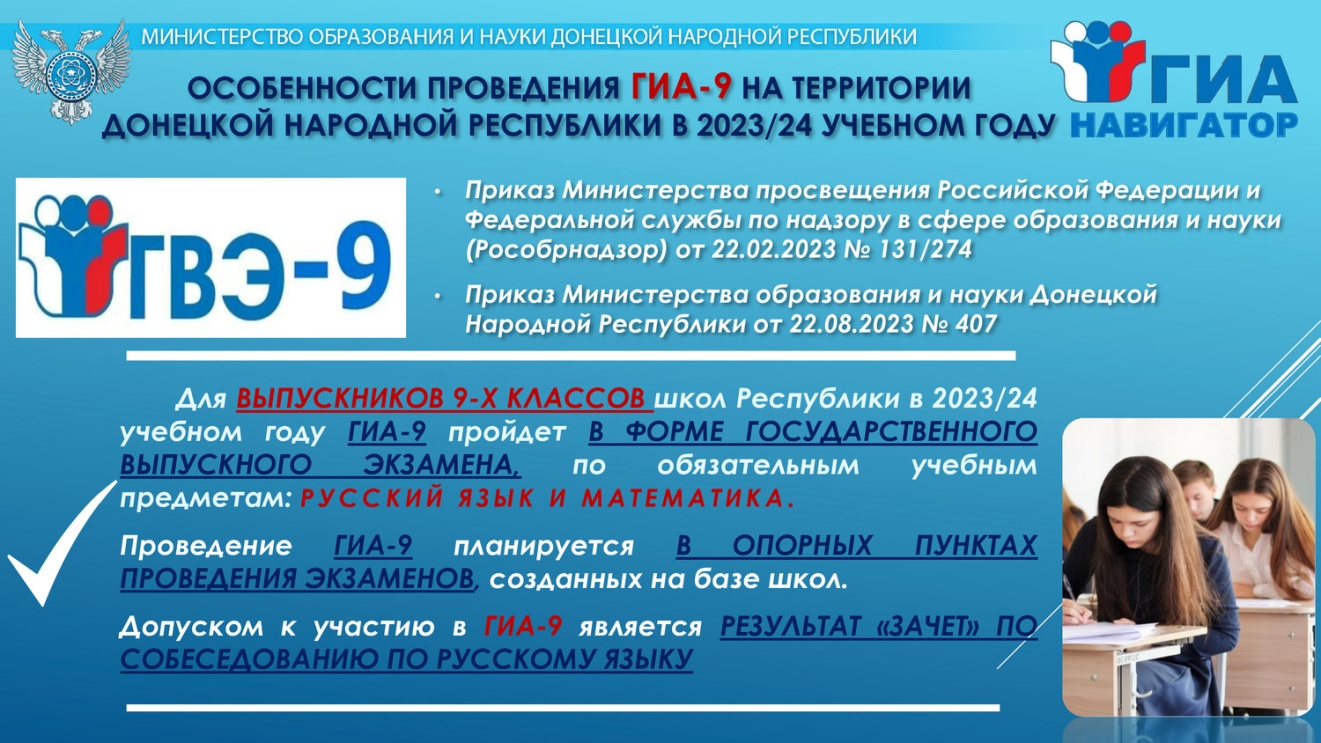 МИНИСТЕРСТВО ОБРАЗОВАНИЯ И НАУКИ ДОНЕЦКОЙ НАРОДНОЙ РЕСПУБЛИКИ
ОСОБЕННОСТИ ПРОВЕДЕНИЯ ГИА-9 НА ТЕРРИТОРИИ
ДОНЕЦКОЙ НАРОДНОЙ РЕСПУБЛИКИ В 2023/24 УЧЕБНОМ ГОДУ
ГИА
НАВИГАТОР
ГВЭ-9
• Приказ Министерства просвещения Российской Федерации и
Федеральной службы по надзору в сфере образования и науки
(Рособрнадзор) от 22.02.2023 № 131/274
• Приказ Министерства образования и науки Донецкой
Народной Республики от 22.08.2023 № 407
Для ВЫПУСКНИКОВ 9-Х КЛАССОВ школ Республики в 2023/24
учебном году ГИА-9 пройдет В ФОРМЕ ГОСУДАРСТВЕННОГО
ВЫПУСКНОГО ЭКЗАМЕНА, по обязательным учебным
предметам: РУССКИЙ ЯЗЫК И МАТЕМАТИКА.
Проведение ГИА-9 планируется В ОПОРНЫХ ПУНКТАХ
ПРОВЕДЕНИЯ ЭКЗАМЕНОВ, созданных на базе школ.
Допуском к участию в ГИА-9 является РЕЗУЛЬТАТ «ЗАЧЕТ» ПО
СОБЕСЕДОВАНИЮ ПО РУССКОМУ ЯЗЫКУ